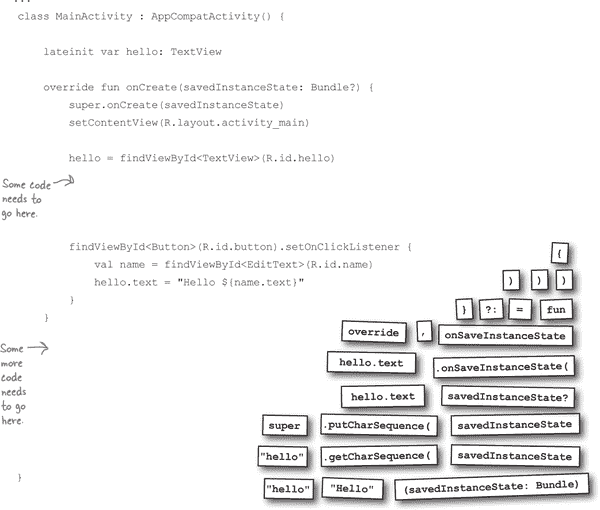 ...
class MainActivity : AppCompatActivity() {
lateinit var hello: TextView
override fun onCreate(savedInstanceState: Bundle?) {
super.onCreate(savedInstanceState)
setContentView(R.layout.activity_main)
hello = findViewById<TextView>(R.id.hello)
Some code
needs to
go here.
findViewById<Button>(R.id.button).setOnClickListener {
val name = findViewById<EditText>(R.id.name)
hello.text = "Hello ${name.text}"
}
}
Some
more
code
needs
to go
here.
}
{
) ) )
} ?: = fun
override , onSaveInstanceState
hello.text .onSaveInstanceState(
hello.text savedInstanceState?
super .putCharSequence( savedInstanceState
"hello" .getCharSequence( savedInstanceState
"hello" "Hello" (savedInstanceState: Bundle)